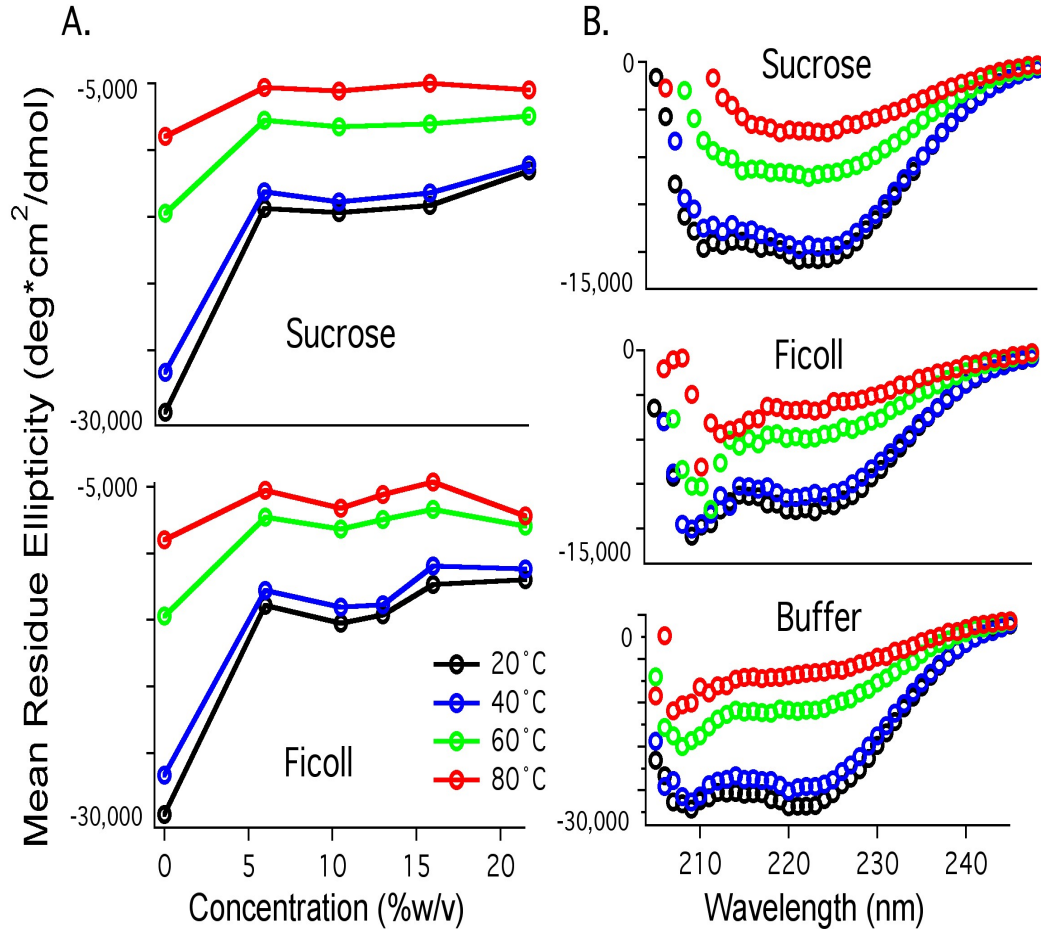 A.
B.
Mean Residue Ellipticity (deg*cm2/dmol)
-5,000
Sucrose
-30,000
-5,000
20˚C
40˚C
60˚C
80˚C
Ficoll
-30,000
0 5 10 15 20
Concentration (%w/v)
0
Sucrose
-15,000
0
Ficoll
-15,000
Buffer
0
-30,000
210 220 230 240
Wavelength (nm)